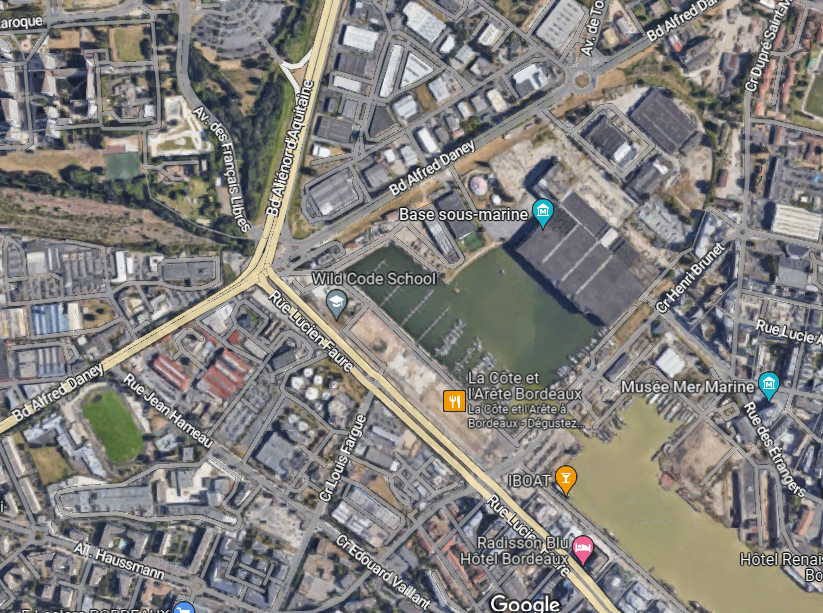 aroque
Bd Alfred Daney
Av. de To
Bd Alfred Da
Cr Dupré Saint-M
Av. des Français Libres
Bd Aliénor d'Aquitaine
Base sous-marine
Wild Code School
Rue Lucien Faure
Cr Henri Brunet
Rue Lucie A
Bd Alfred Daney
Rue Jean Hameau
La Côte et
l'Arête Bordeaux
La Côte et l'Arête à
Bordeaux - Dégustez...
Musée Mer Marine
Rue des Étrangers
Cr Louis Fargue
IBOAT
Rue Lucien Faure
Radisson Blu
Hôtel Bordeaux
Cr Edouard Vaillant
All. Haussmann
Hôtel Renais
Bo
Google